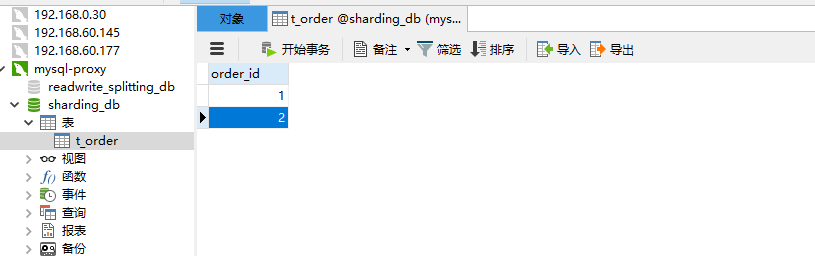 192.168.0.30
192.168.60.145
192.168.60.177
mysql-proxy
readwrite_splitting_db
sharding_db
表
t_order
视图
f()
函数
事件
查询
报表
备份
对象
t_order @sharding_db (mys...
开始事务 备注 筛选 排序 导入 导出
order_id
1
2